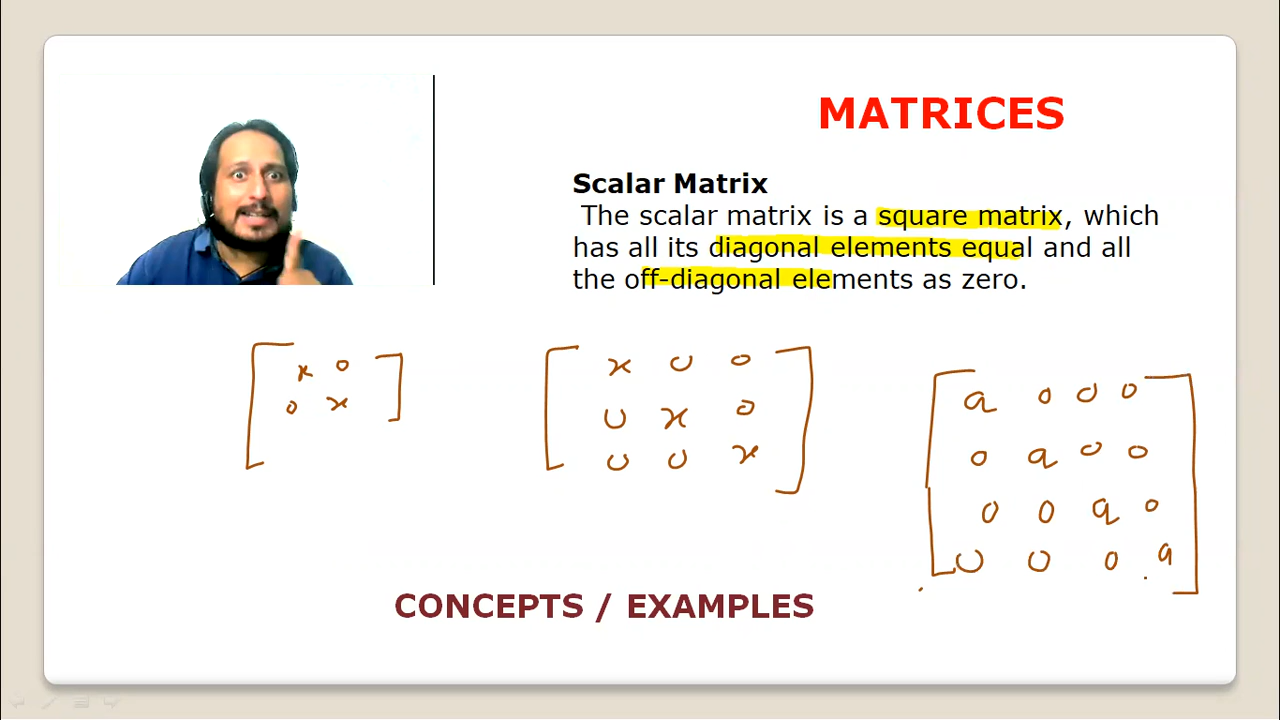 MATRICES
Scalar Matrix
The scalar matrix is a square matrix, which
has all its diagonal elements equal and all
the off-diagonal elements as zero.
x 0
0 x
x 0 0
0 x 0
0 0 x
a 0 0 0
0 a 0 0
0 0 a 0
0 0 0 a
CONCEPTS / EXAMPLES